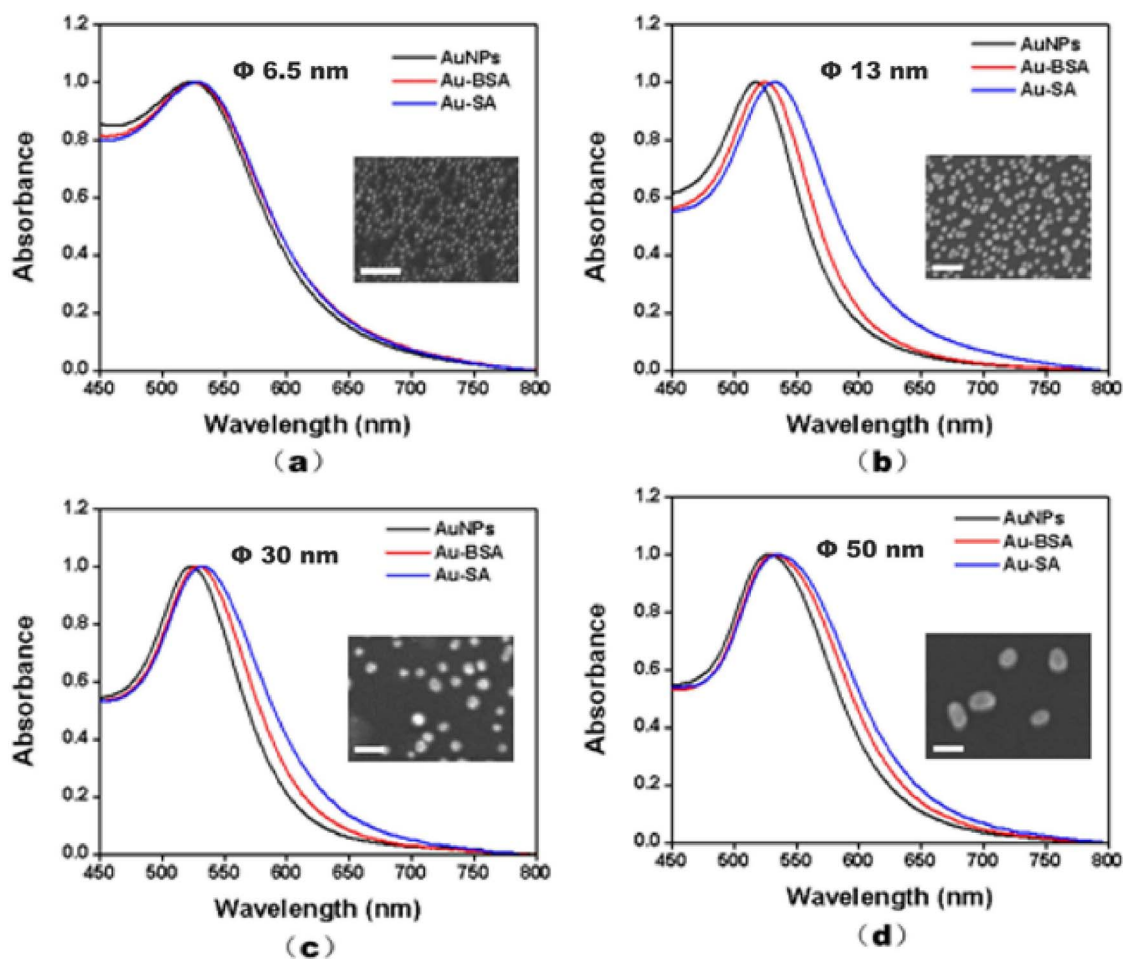 1.2
1.0
0.8
0.6
0.4
0.2
0.0
Absorbance
Φ 6.5 nm
AuNPs
Au-BSA
Au-SA
450 500 550 600 650 700 750 800
Wavelength (nm)
(a)
1.2
1.0
0.8
0.6
0.4
0.2
0.0
Absorbance
Φ 13 nm
AuNPs
Au-BSA
Au-SA
450 500 550 600 650 700 750 800
Wavelength (nm)
(b)
1.2
1.0
0.8
0.6
0.4
0.2
0.0
Absorbance
Φ 30 nm
AuNPs
Au-BSA
Au-SA
450 500 550 600 650 700 750 800
Wavelength (nm)
(c)
1.2
1.0
0.8
0.6
0.4
0.2
0.0
Absorbance
Φ 50 nm
AuNPs
Au-BSA
Au-SA
450 500 550 600 650 700 750 800
Wavelength (nm)
(d)